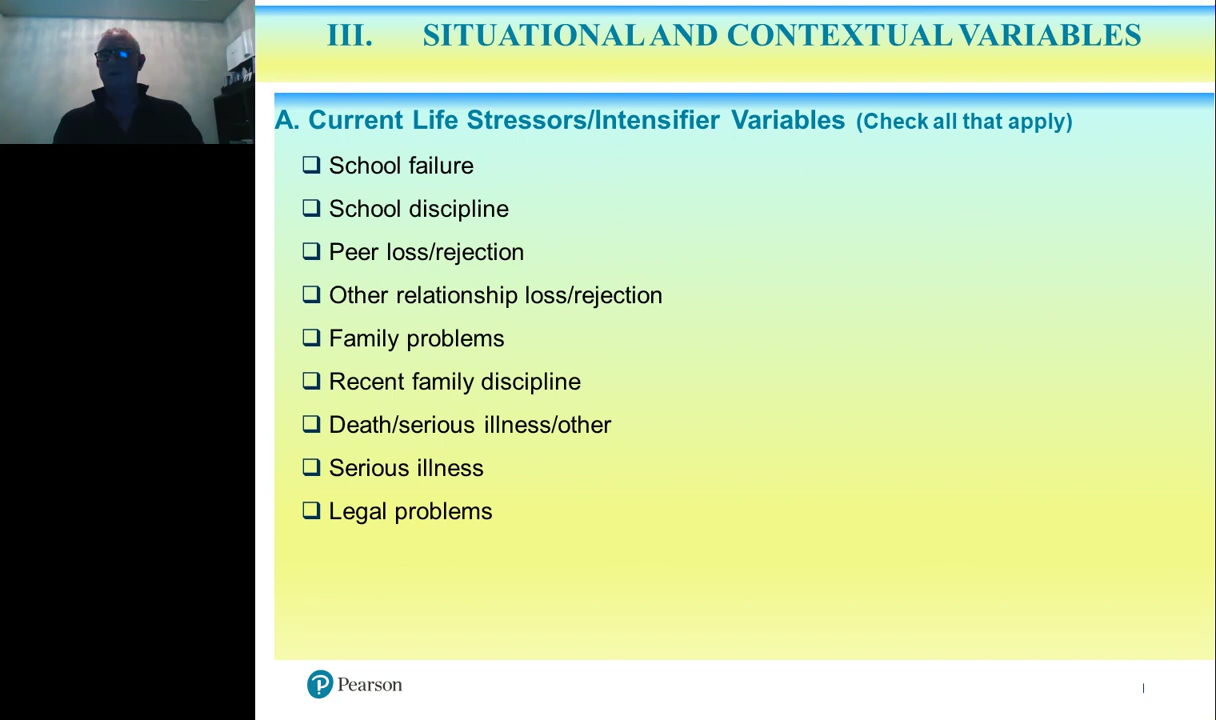 III. SITUATIONAL AND CONTEXTUAL VARIABLES
A. Current Life Stressors/Intensifier Variables (Check all that apply)
❑ School failure
❑ School discipline
❑ Peer loss/rejection
❑ Other relationship loss/rejection
❑ Family problems
❑ Recent family discipline
❑ Death/serious illness/other
❑ Serious illness
❑ Legal problems
P Pearson
|